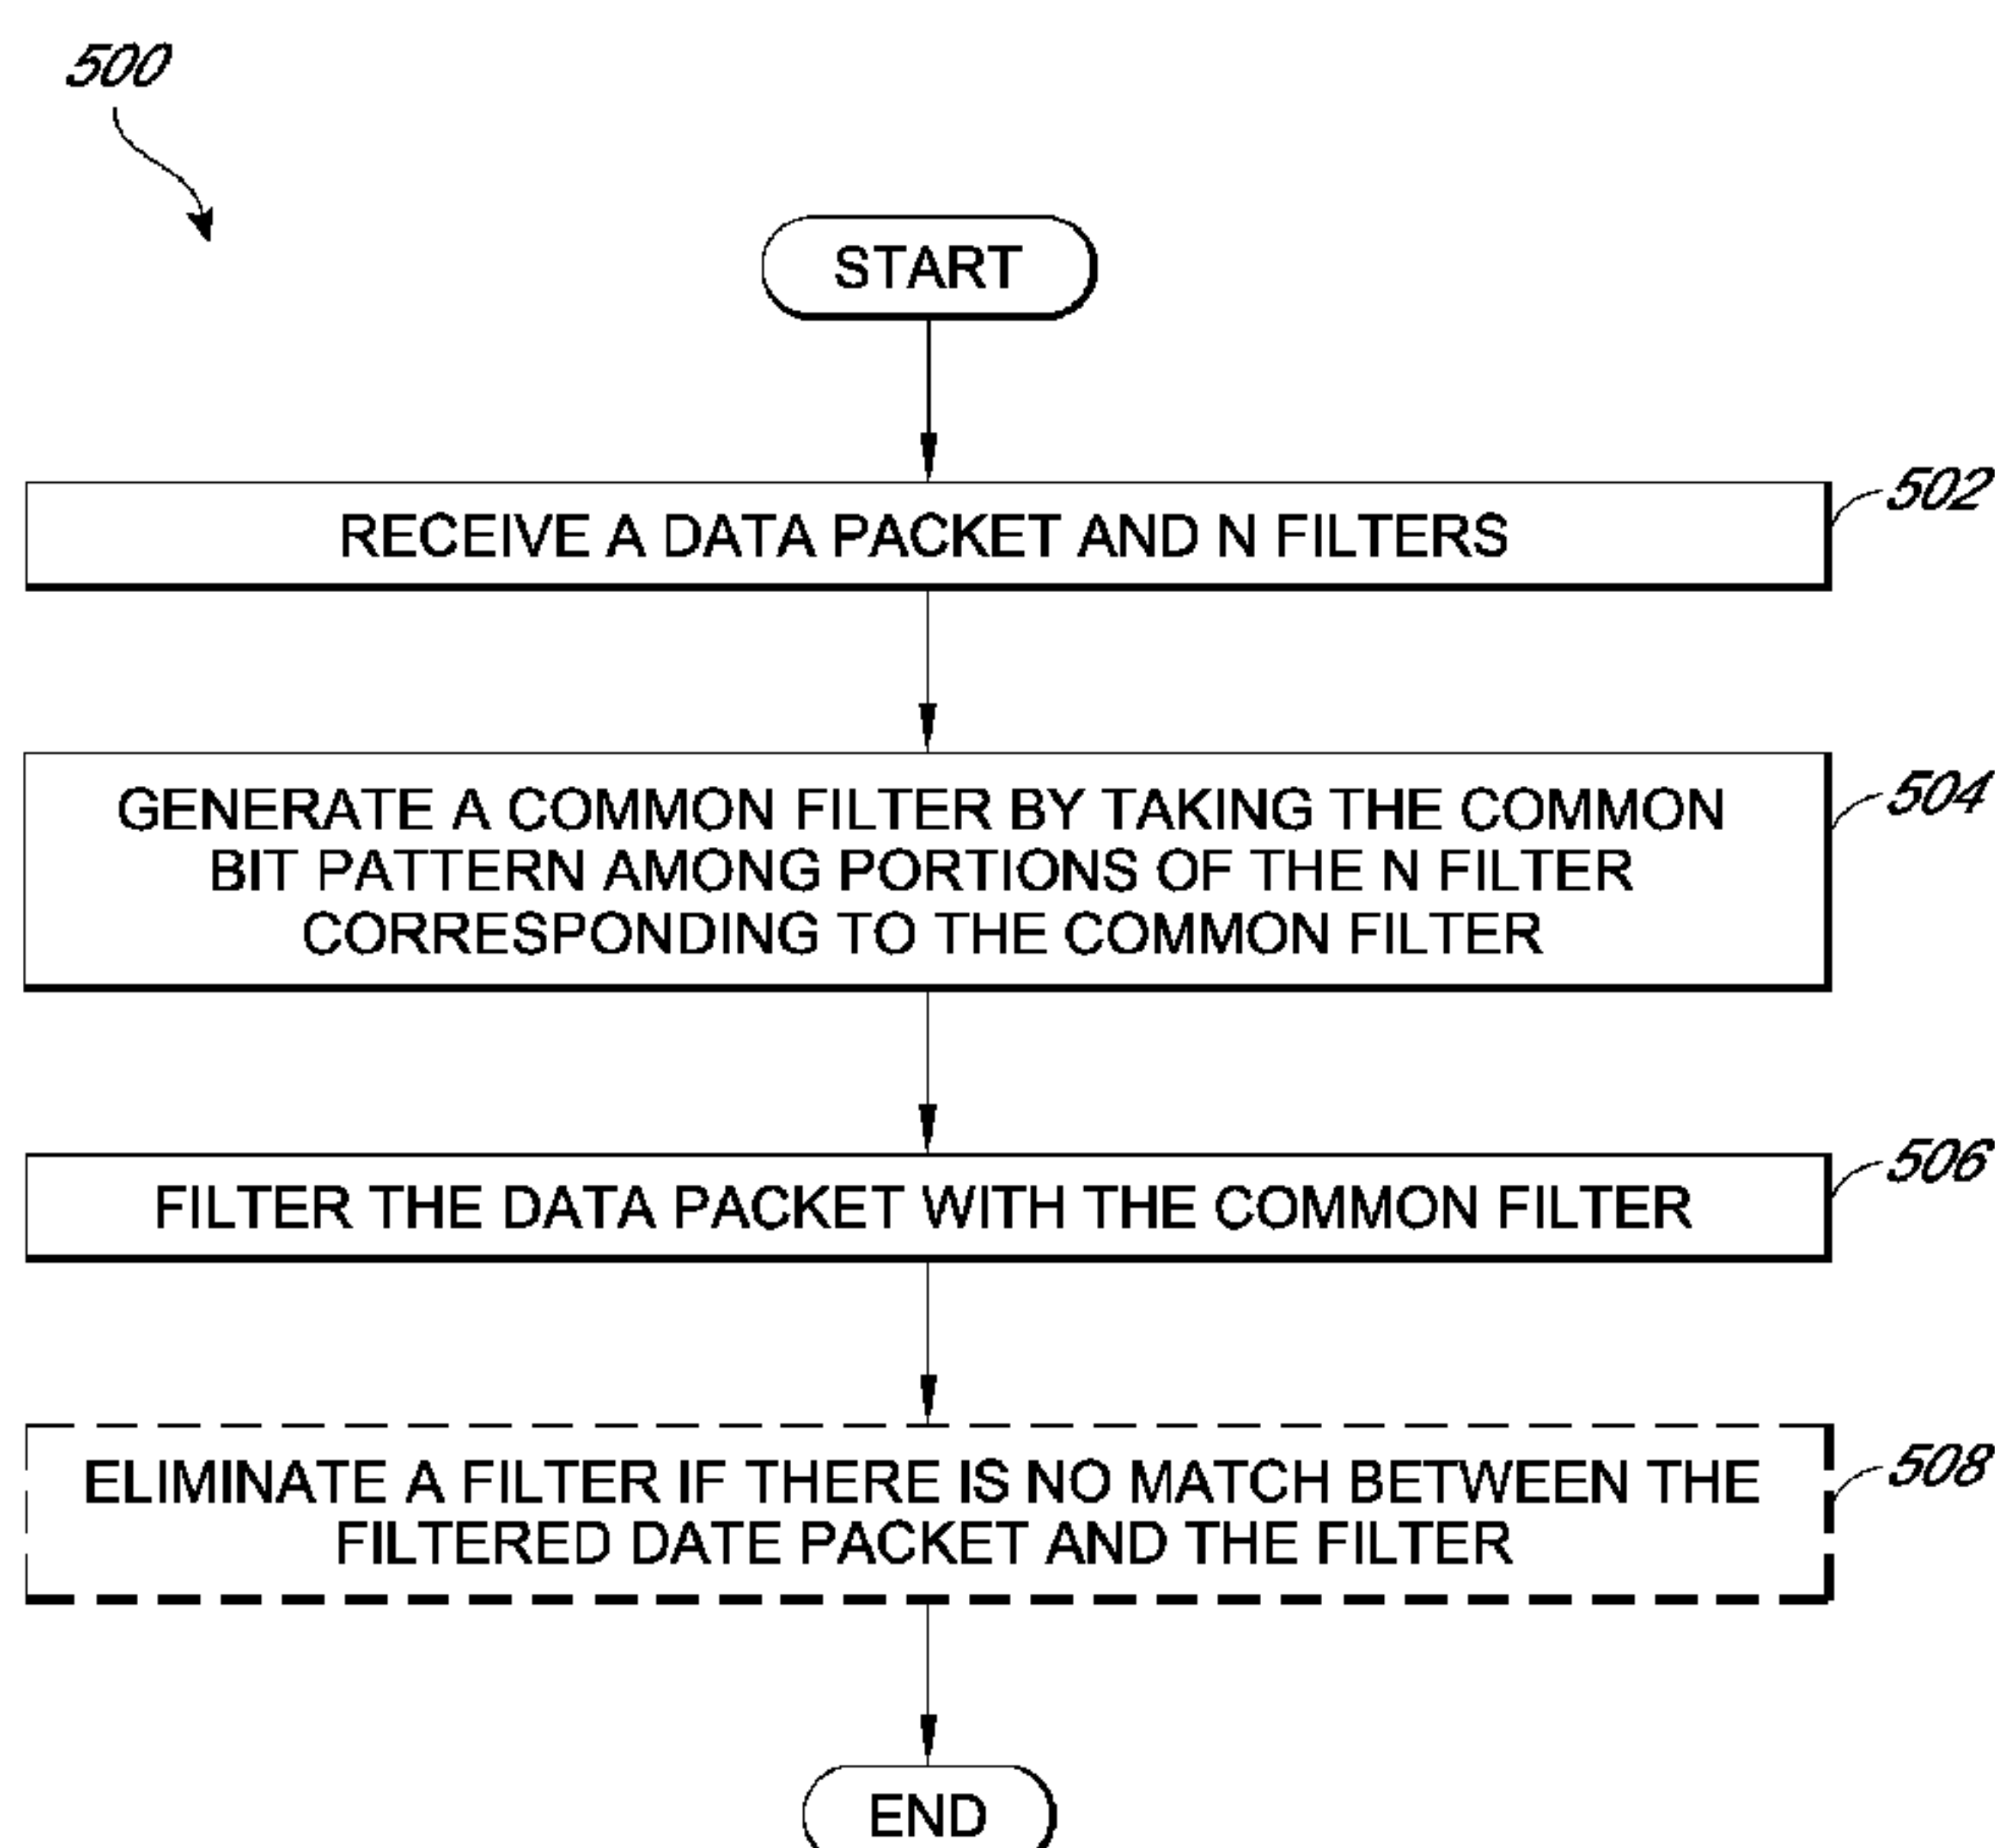 500
START
RECEIVE A DATA PACKET AND N FILTERS
502
GENERATE A COMMON FILTER BY TAKING THE COMMON
BIT PATTERN AMONG PORTIONS OF THE N FILTER
CORRESPONDING TO THE COMMON FILTER
504
FILTER THE DATA PACKET WITH THE COMMON FILTER
506
ELIMINATE A FILTER IF THERE IS NO MATCH BETWEEN THE
FILTERED DATE PACKET AND THE FILTER
508
END